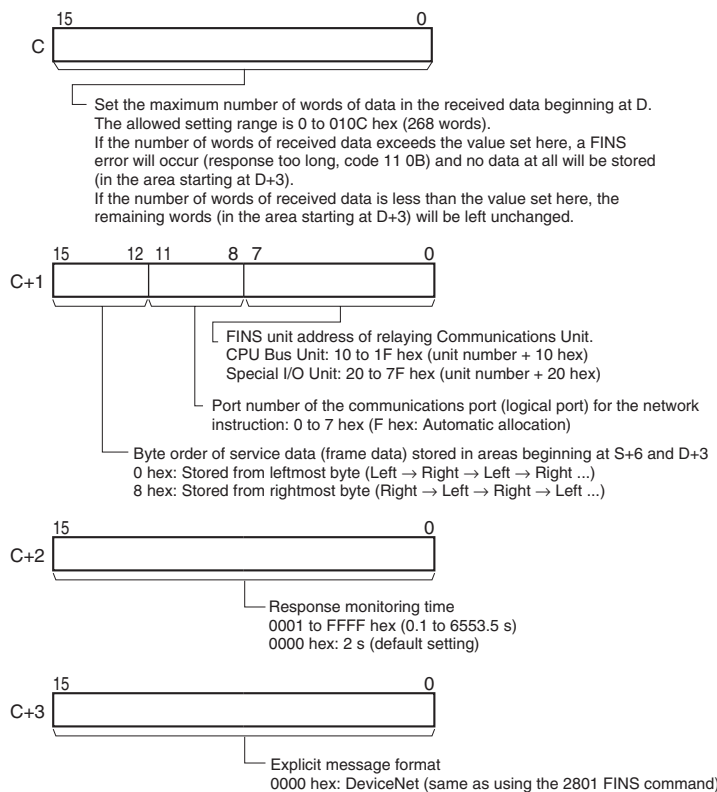 15 0
C
Set the maximum number of words of data in the received data beginning at D.
The allowed setting range is 0 to 010C hex (268 words).
If the number of words of received data exceeds the value set here, a FINS
error will occur (response too long, code 11 0B) and no data at all will be stored
(in the area starting at D+3).
If the number of words of received data is less than the value set here, the
remaining words (in the area starting at D+3) will be left unchanged.
15 12 11 8 7 0
C+1
FINS unit address of relaying Communications Unit.
CPU Bus Unit: 10 to 1F hex (unit number + 10 hex)
Special I/O Unit: 20 to 7F hex (unit number + 20 hex)
Port number of the communications port (logical port) for the network
instruction: 0 to 7 hex (F hex: Automatic allocation)
Byte order of service data (frame data) stored in areas beginning at S+6 and D+3
0 hex: Stored from leftmost byte (Left → Right → Left → Right ...)
8 hex: Stored from rightmost byte (Right → Left → Right → Left ...)
15 0
C+2
Response monitoring time
0001 to FFFF hex (0.1 to 6553.5 s)
0000 hex: 2 s (default setting)
15 0
C+3
Explicit message format
0000 hex: DeviceNet (same as using the 2801 FINS command)